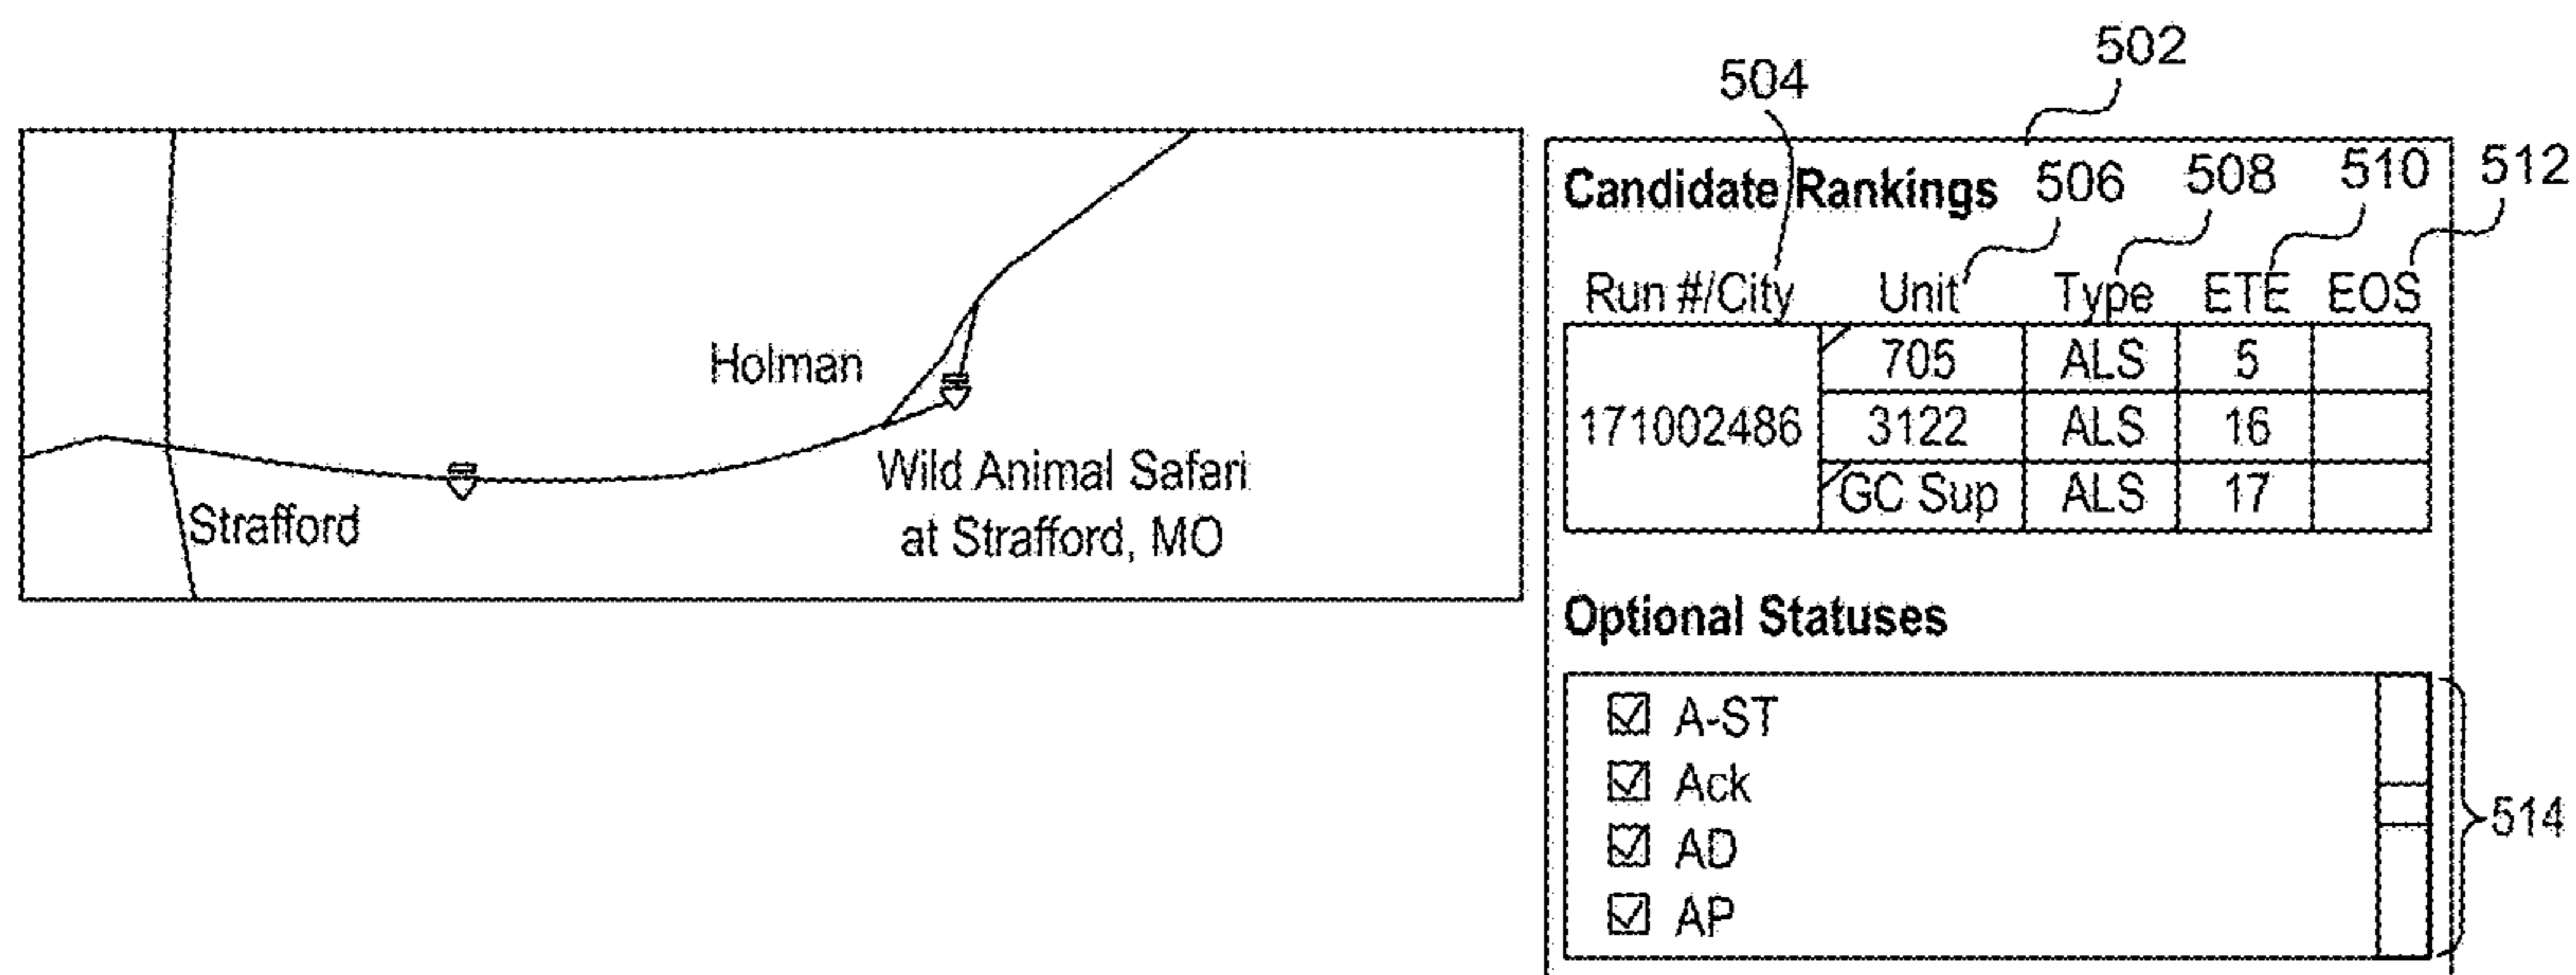 502
504
Candidate Rankings 506 508 510 512
Run #/City Unit Type ETE EOS
705 ALS 5
171002486 3122 ALS 16
GC Sup ALS 17
Holman
Wild Animal Safari
at Strafford, MO
Strafford
Optional Statuses
A-ST
Ack
AD
AP
514